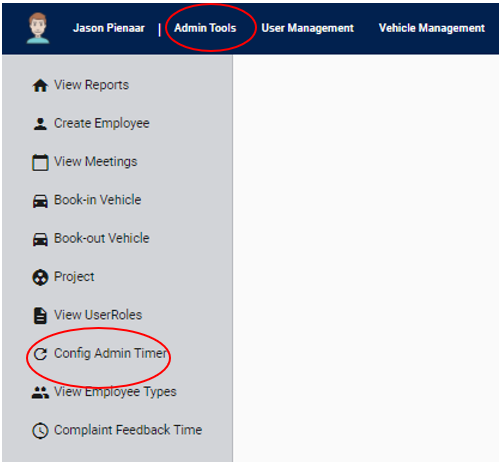 Jason Pienaar | Admin Tools User Management Vehicle Management
View Reports
Create Employee
View Meetings
Book-in Vehicle
Book-out Vehicle
Project
View UserRoles
Config Admin Timer
View Employee Types
Complaint Feedback Time